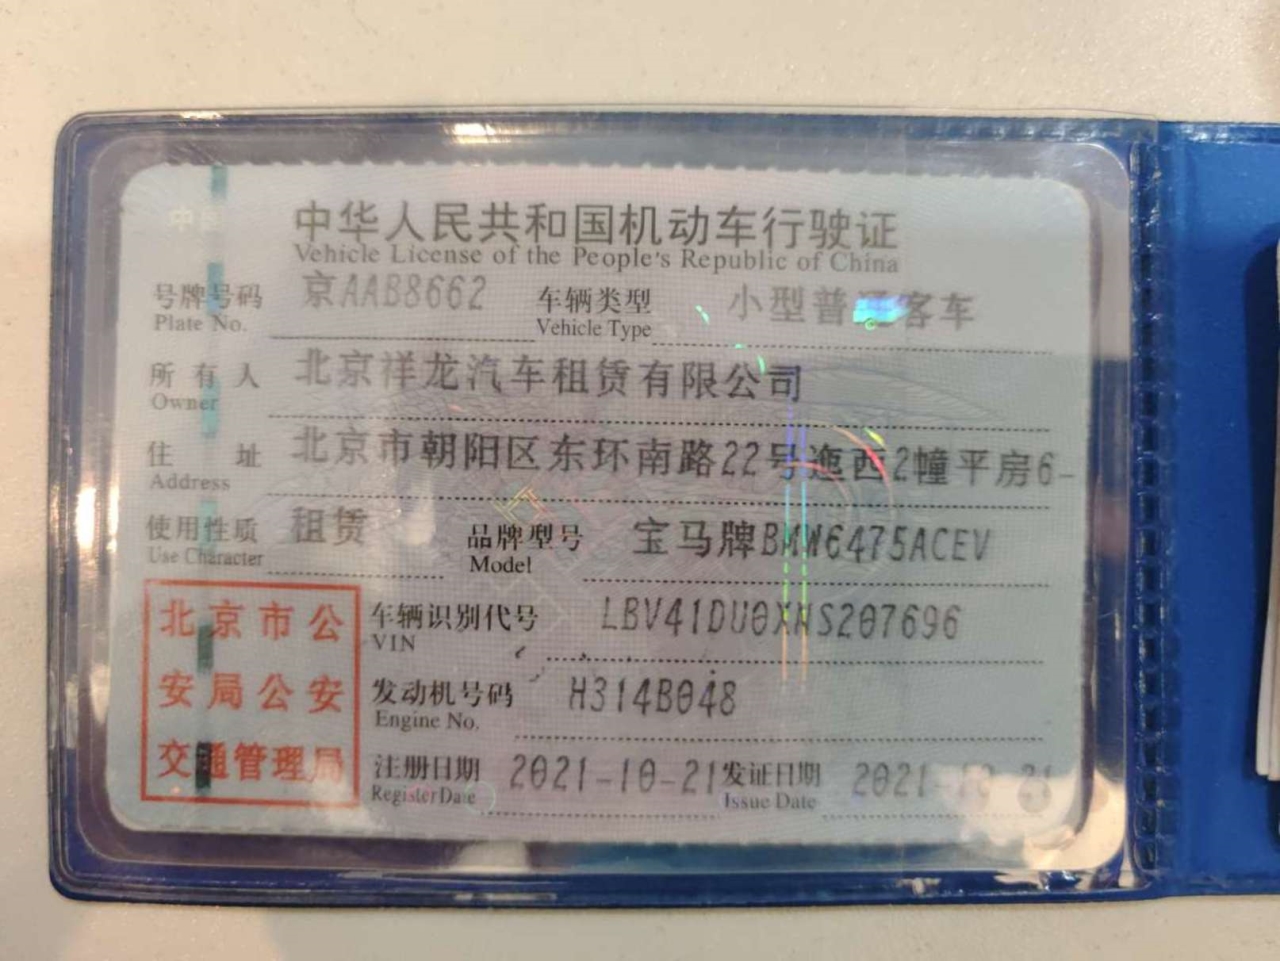 中华人民共和国机动车行驶证
Vehicle License of the People's Republic of China
号牌号码 京AAB8662 车辆类型 小型普通客车
Plate No. Vehicle Type
所有人 北京祥龙汽车租赁有限公司
Owner
住址 北京市朝阳区东环南路22号迤西2幢平房6-
Address
使用性质 租赁 品牌型号 宝马牌BMW6475ACEV
Use Character Model
北京市公
安局公安
交通管理局
车辆识别代号 LBV41DU0XNS207696
VIN
发动机号码 H314B048
Engine No.
注册日期 2021-10-21 发证日期 2021-10-21
Register Date Issue Date